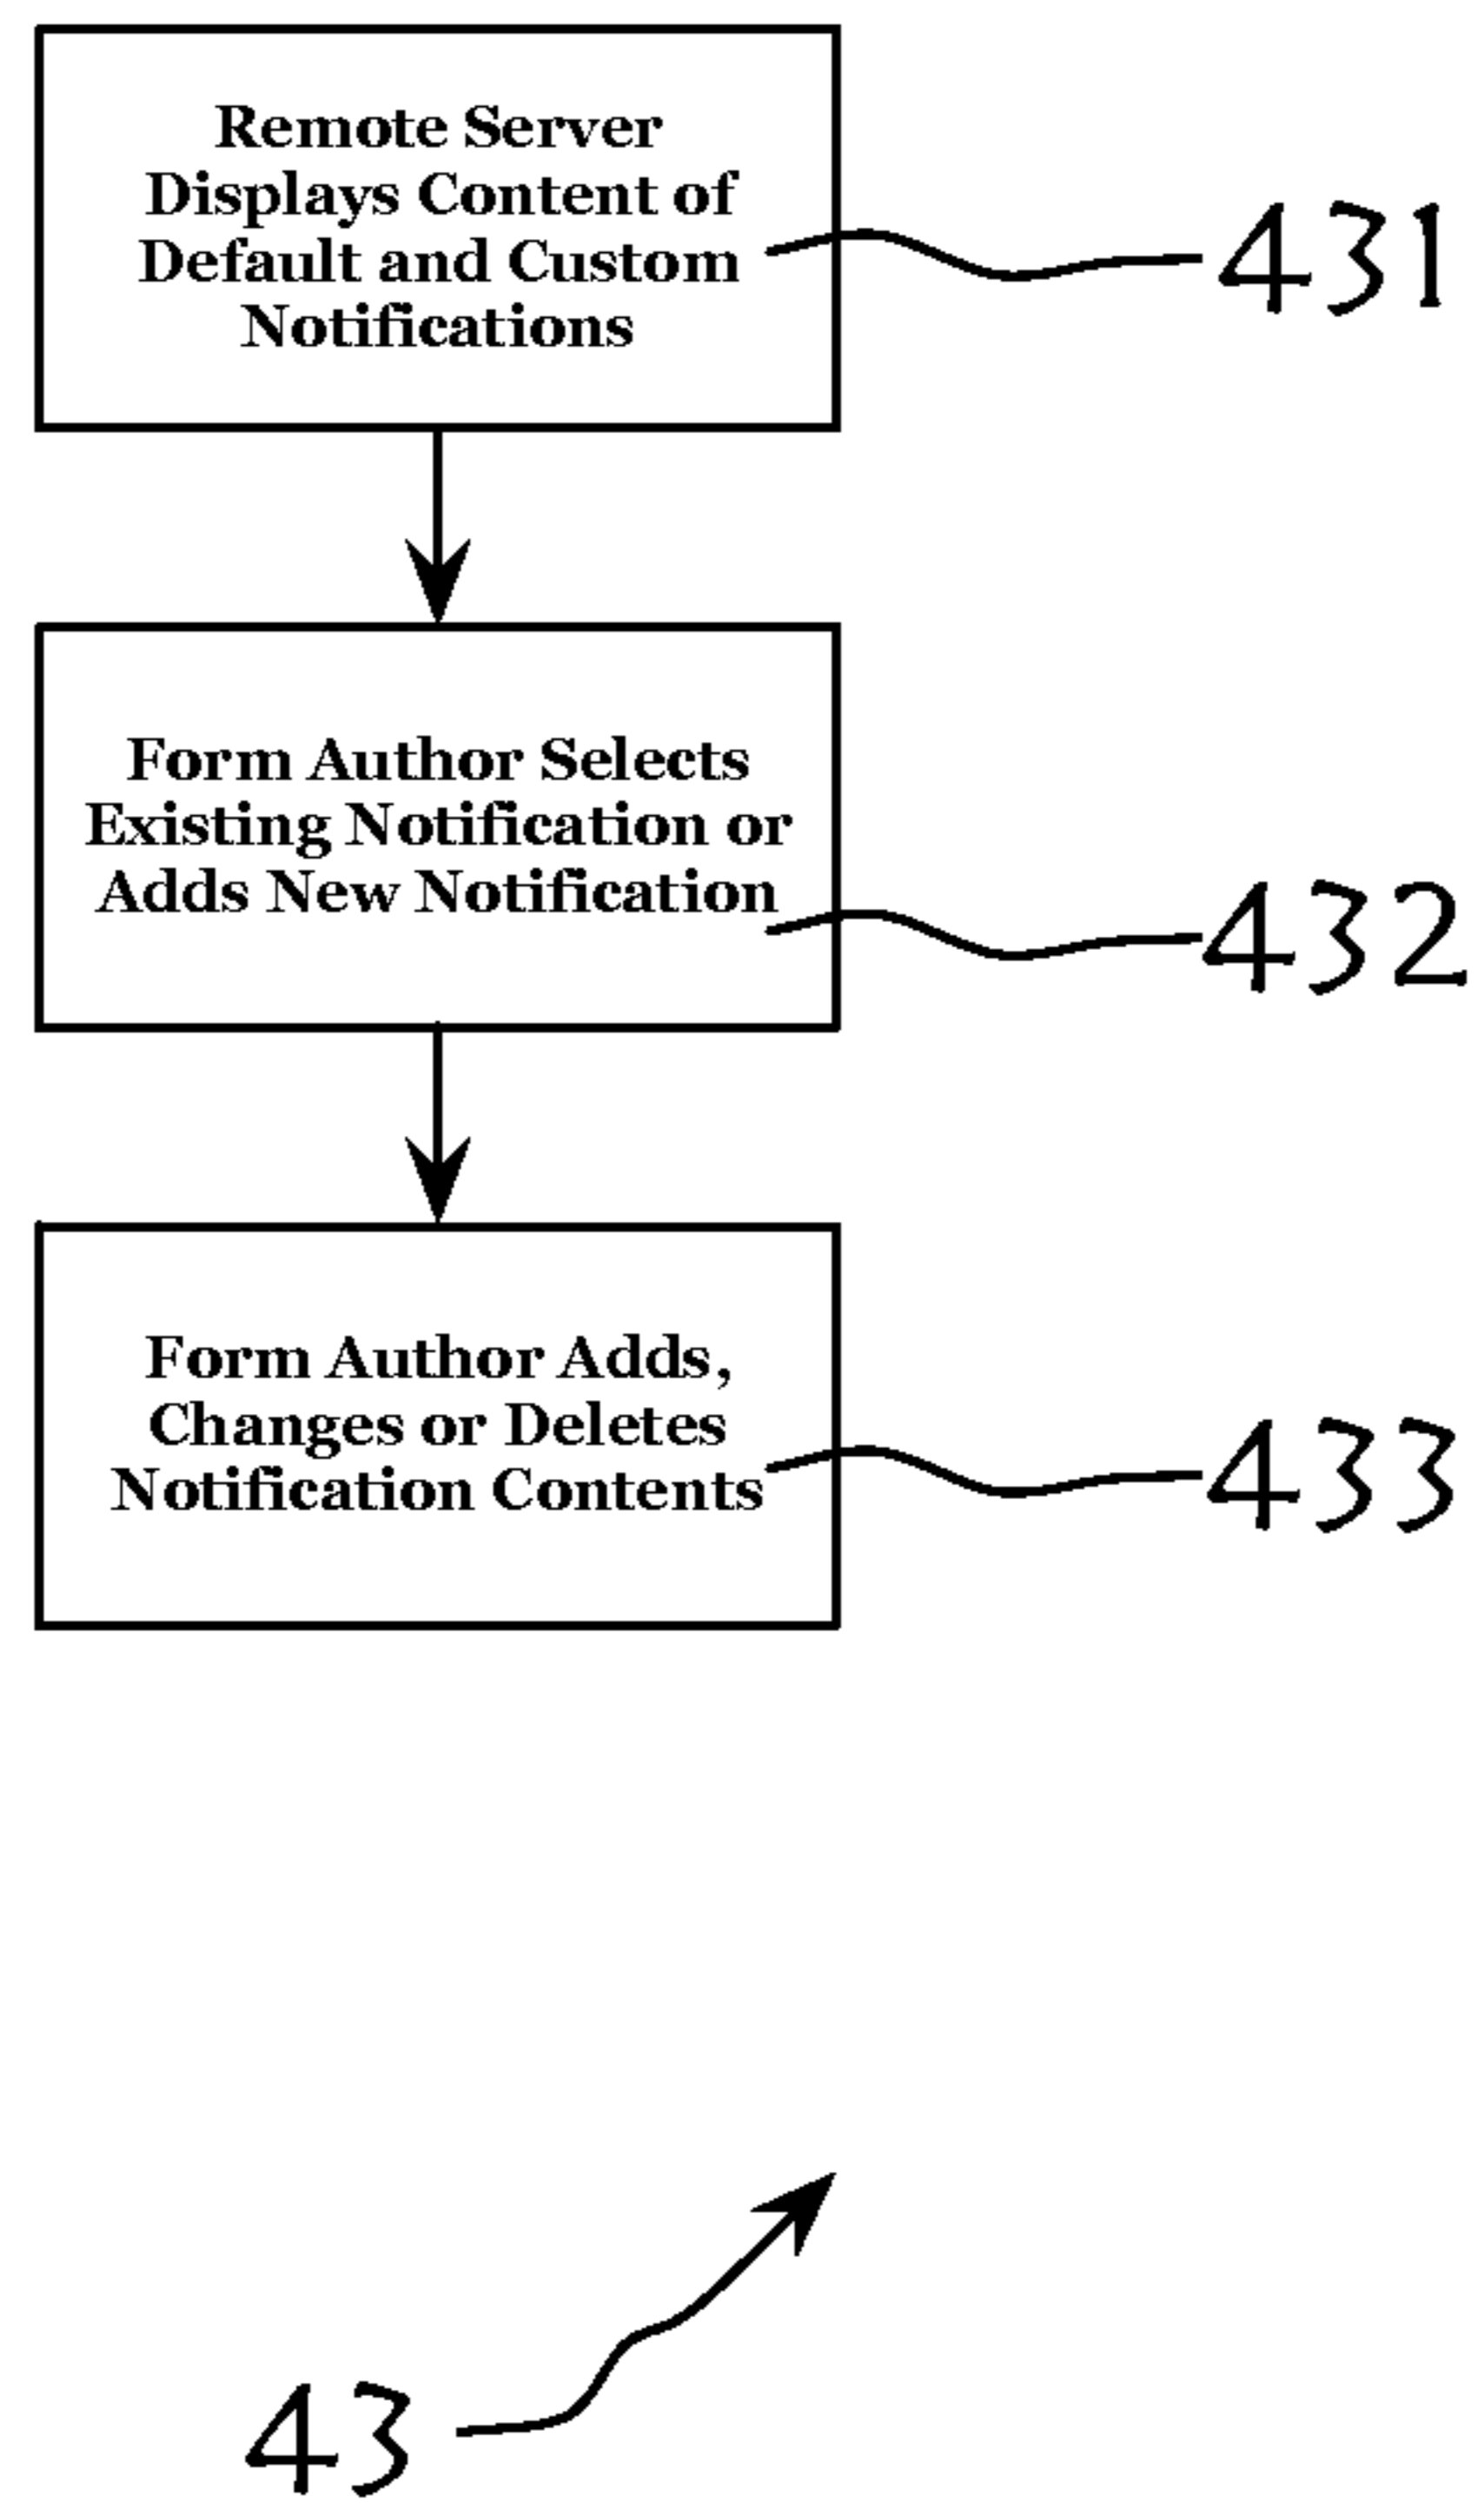 Remote Server
Displays Content of
Default and Custom
Notifications
431
Form Author Selects
Existing Notification or
Adds New Notification
432
Form Author Adds,
Changes or Deletes
Notification Contents
433
43